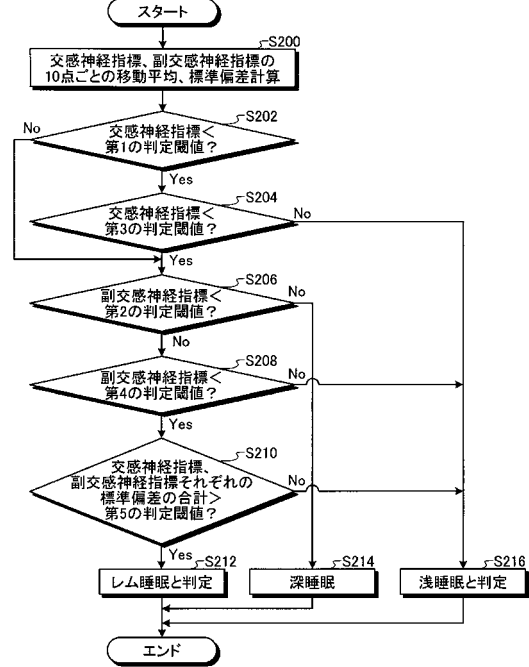 スタート
S200
交感神経指標、副交感神経指標の
10点ごとの移動平均、標準偏差計算
S202
No
交感神経指標<
第1の判定閾値?
Yes
S204
交感神経指標<
第3の判定閾値?
No
Yes
S206
副交感神経指標<
第2の判定閾値?
No
No
S208
副交感神経指標<
第4の判定閾値?
No
Yes
S210
交感神経指標、
副交感神経指標それぞれの
標準偏差の合計>
第5の判定閾値?
No
Yes
S212
レム睡眠と判定
S214
深睡眠
S216
浅睡眠と判定
エンド